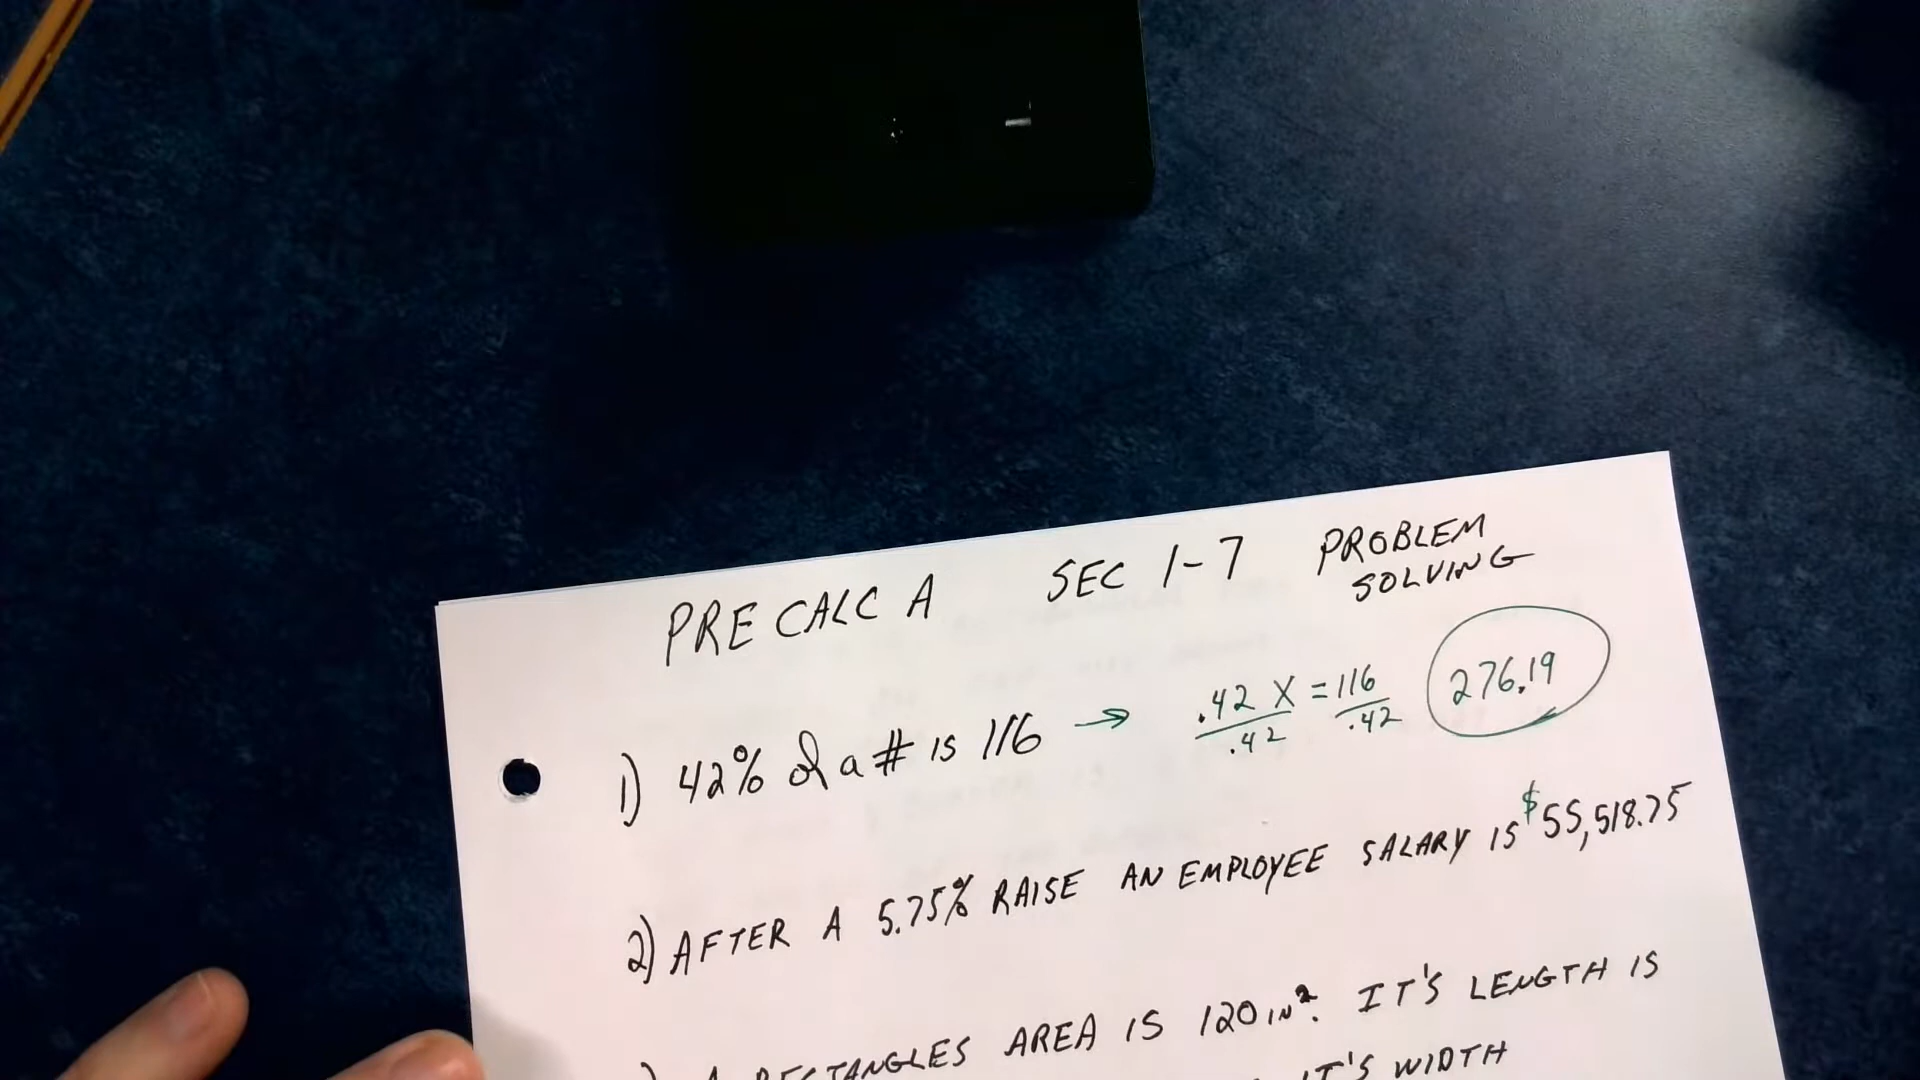 PRE CALC A SEC 1-7 PROBLEM
SOLVING
1) 42% of a # is 116 → .42 X = 116 276.19
.42 .42
2) AFTER A 5.75% RAISE AN EMPLOYEE SALARY IS $55,518.75
RECTANGLES AREA IS 120 IN². IT'S LENGTH IS
IT'S WIDTH